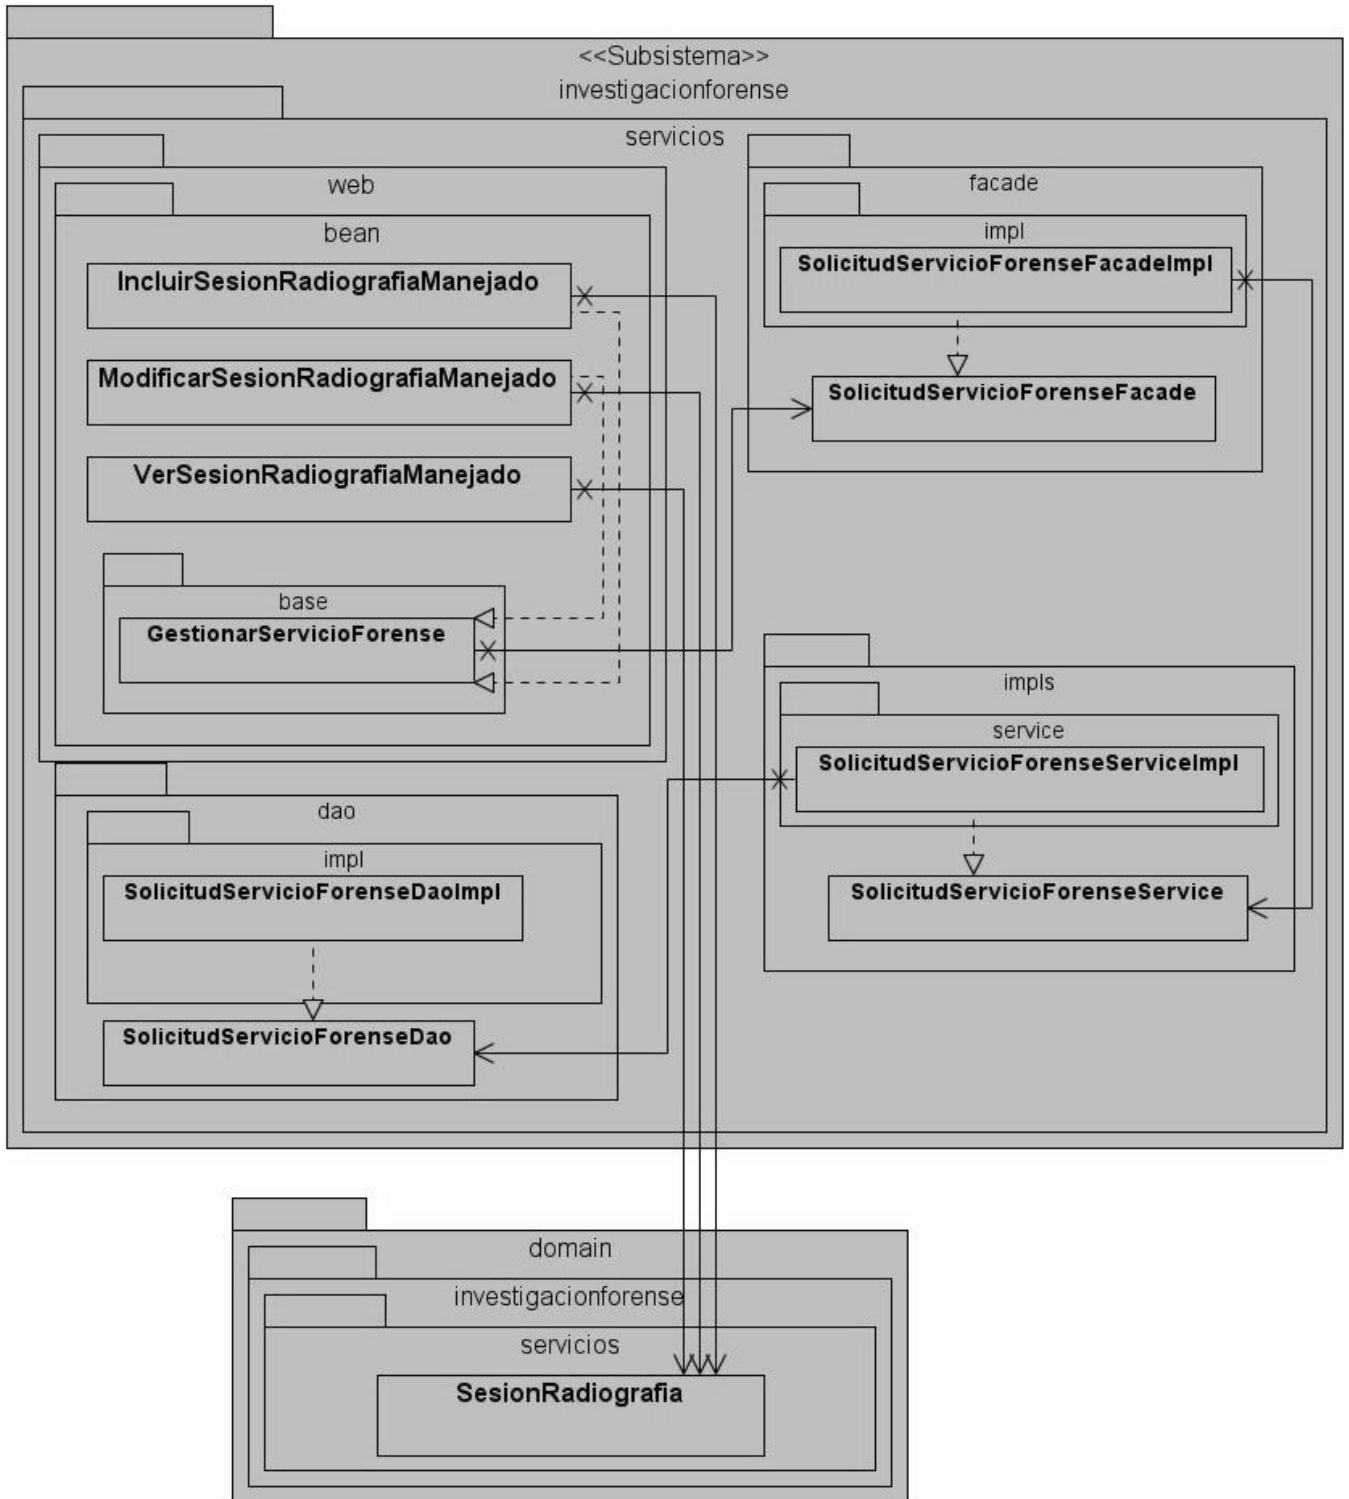 <<Subsistema>>
investigacionforense
servicios
web
bean
IncluirSesionRadiografiaManejado
ModificarSesionRadiografiaManejado
VerSesionRadiografiaManejado
base
GestionarServicioForense
facade
impl
SolicitudServicioForenseFacadeImpl
SolicitudServicioForenseFacade
impls
service
SolicitudServicioForenseServiceImpl
SolicitudServicioForenseService
dao
impl
SolicitudServicioForenseDaoImpl
SolicitudServicioForenseDao
domain
investigacionforense
servicios
SesionRadiografia